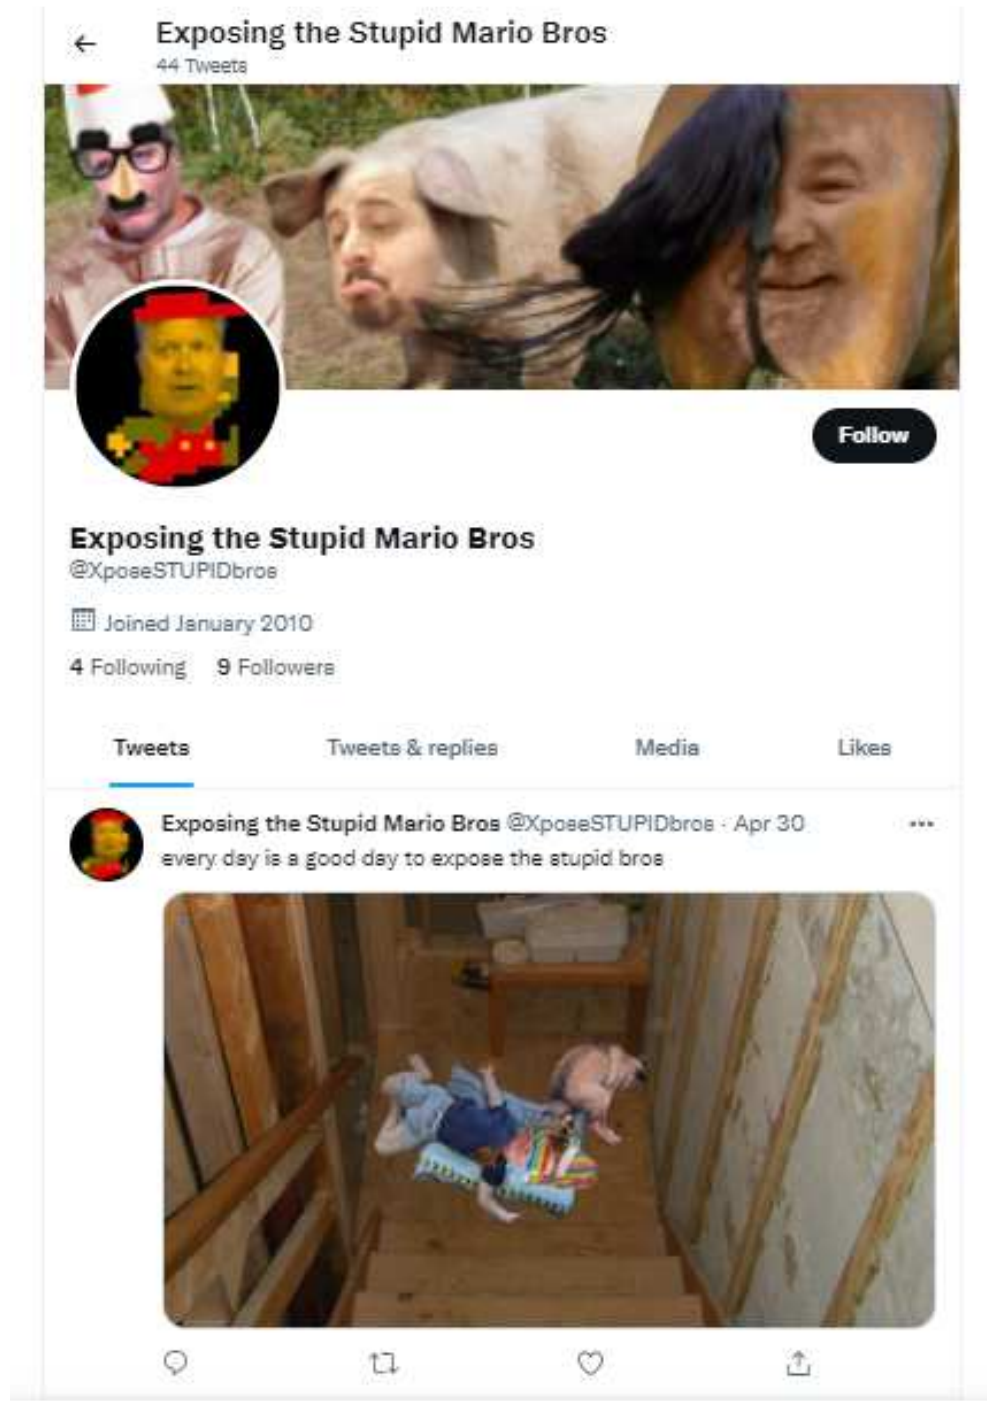 Exposing the Stupid Mario Bros
44 Tweets
Follow
Exposing the Stupid Mario Bros
@XposeSTUPIDbros
Joined January 2010
4 Following 9 Followers
Tweets Tweets & replies Media Likes
Exposing the Stupid Mario Bros @XposeSTUPIDbros · Apr 30
every day is a good day to expose the stupid bros